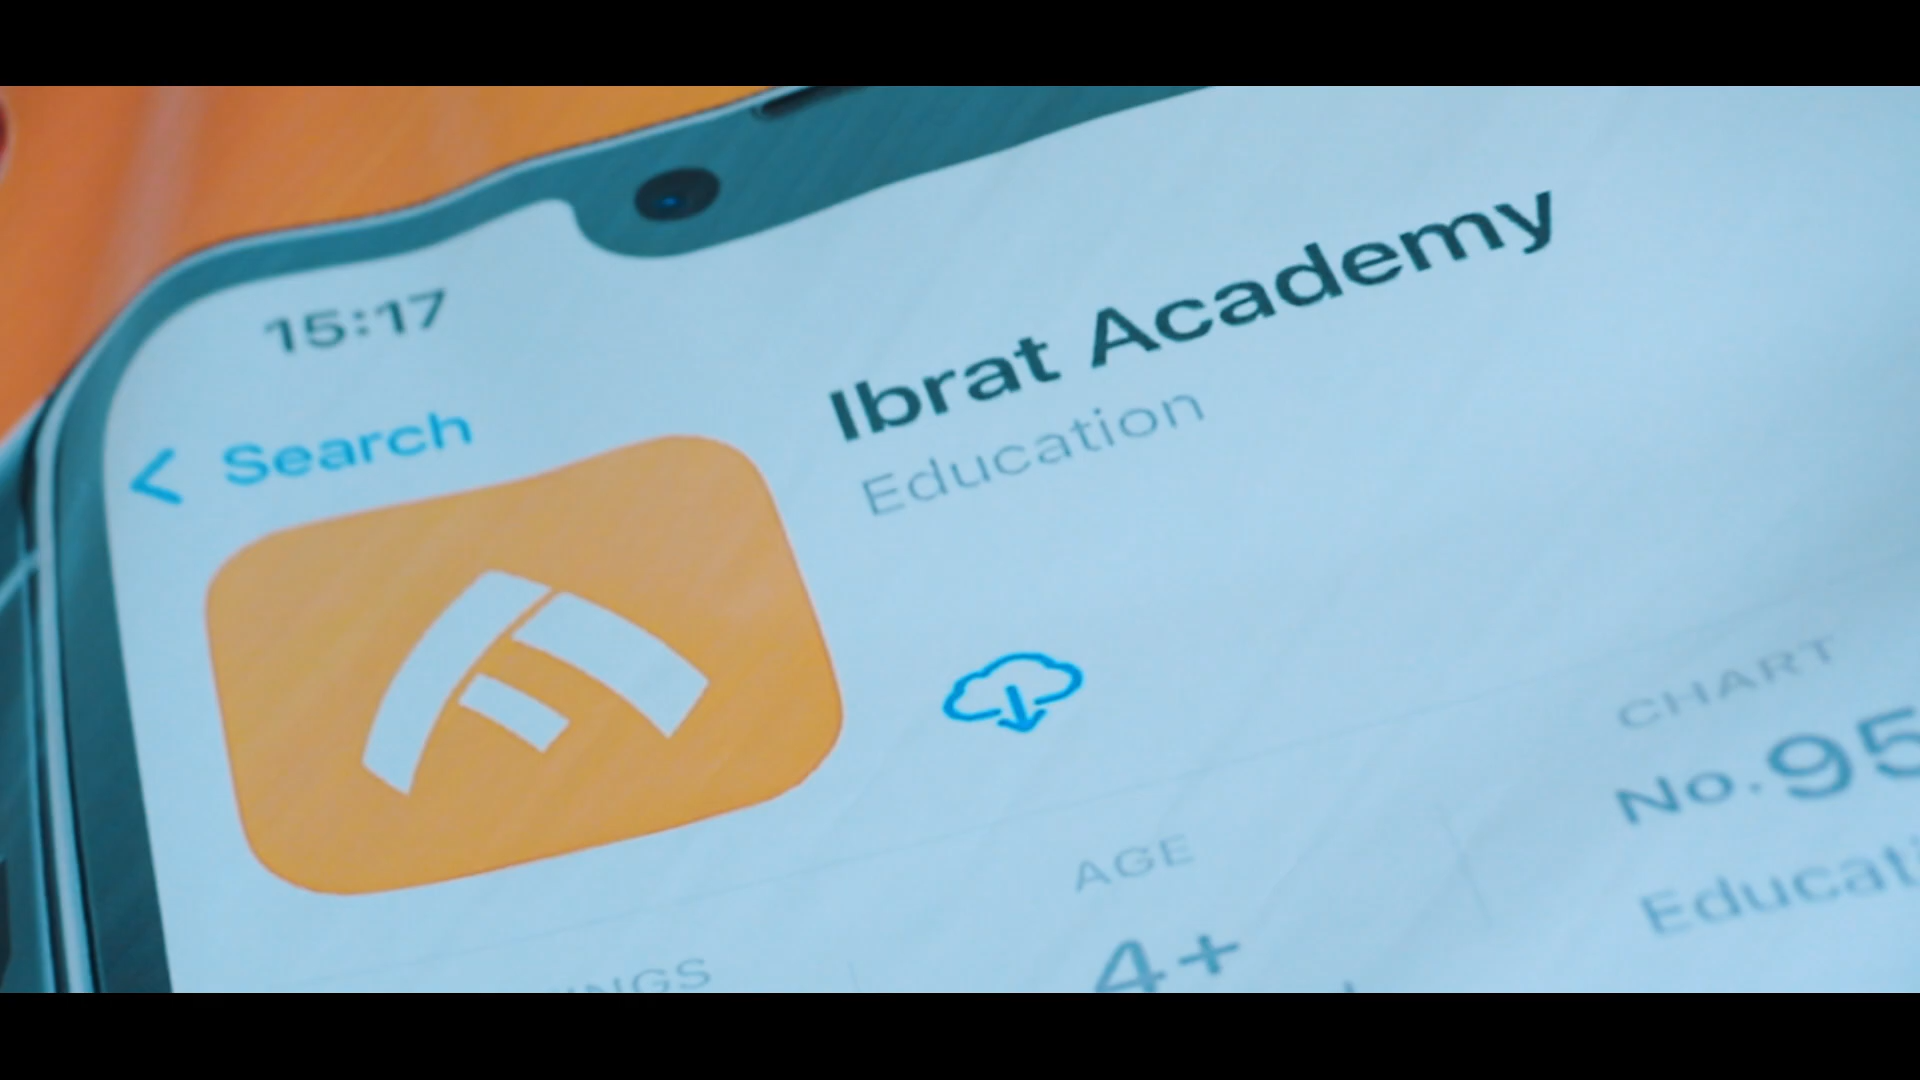 15:17
Search
Ibrat Academy
Education
CHART
No.95
AGE
4+